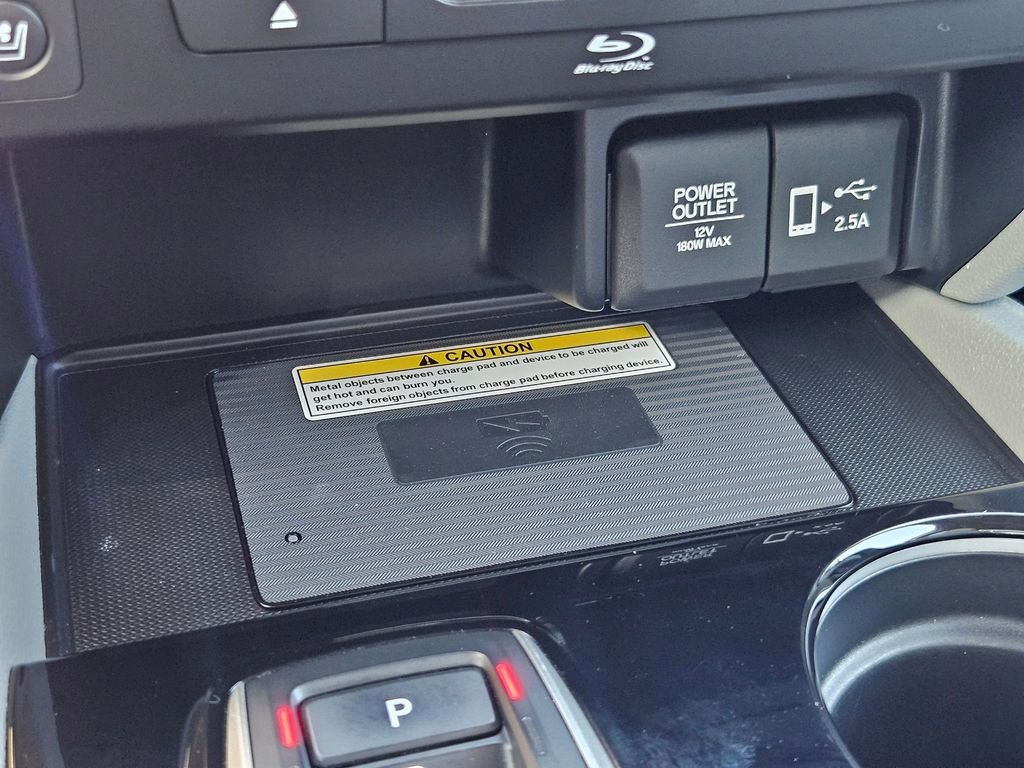 Blu-ray Disc
POWER
OUTLET
12V
180W MAX
2.5A
CAUTION
Metal objects between charge pad and device to be charged will
get hot and can burn you.
Remove foreign objects from charge pad before charging device.
P